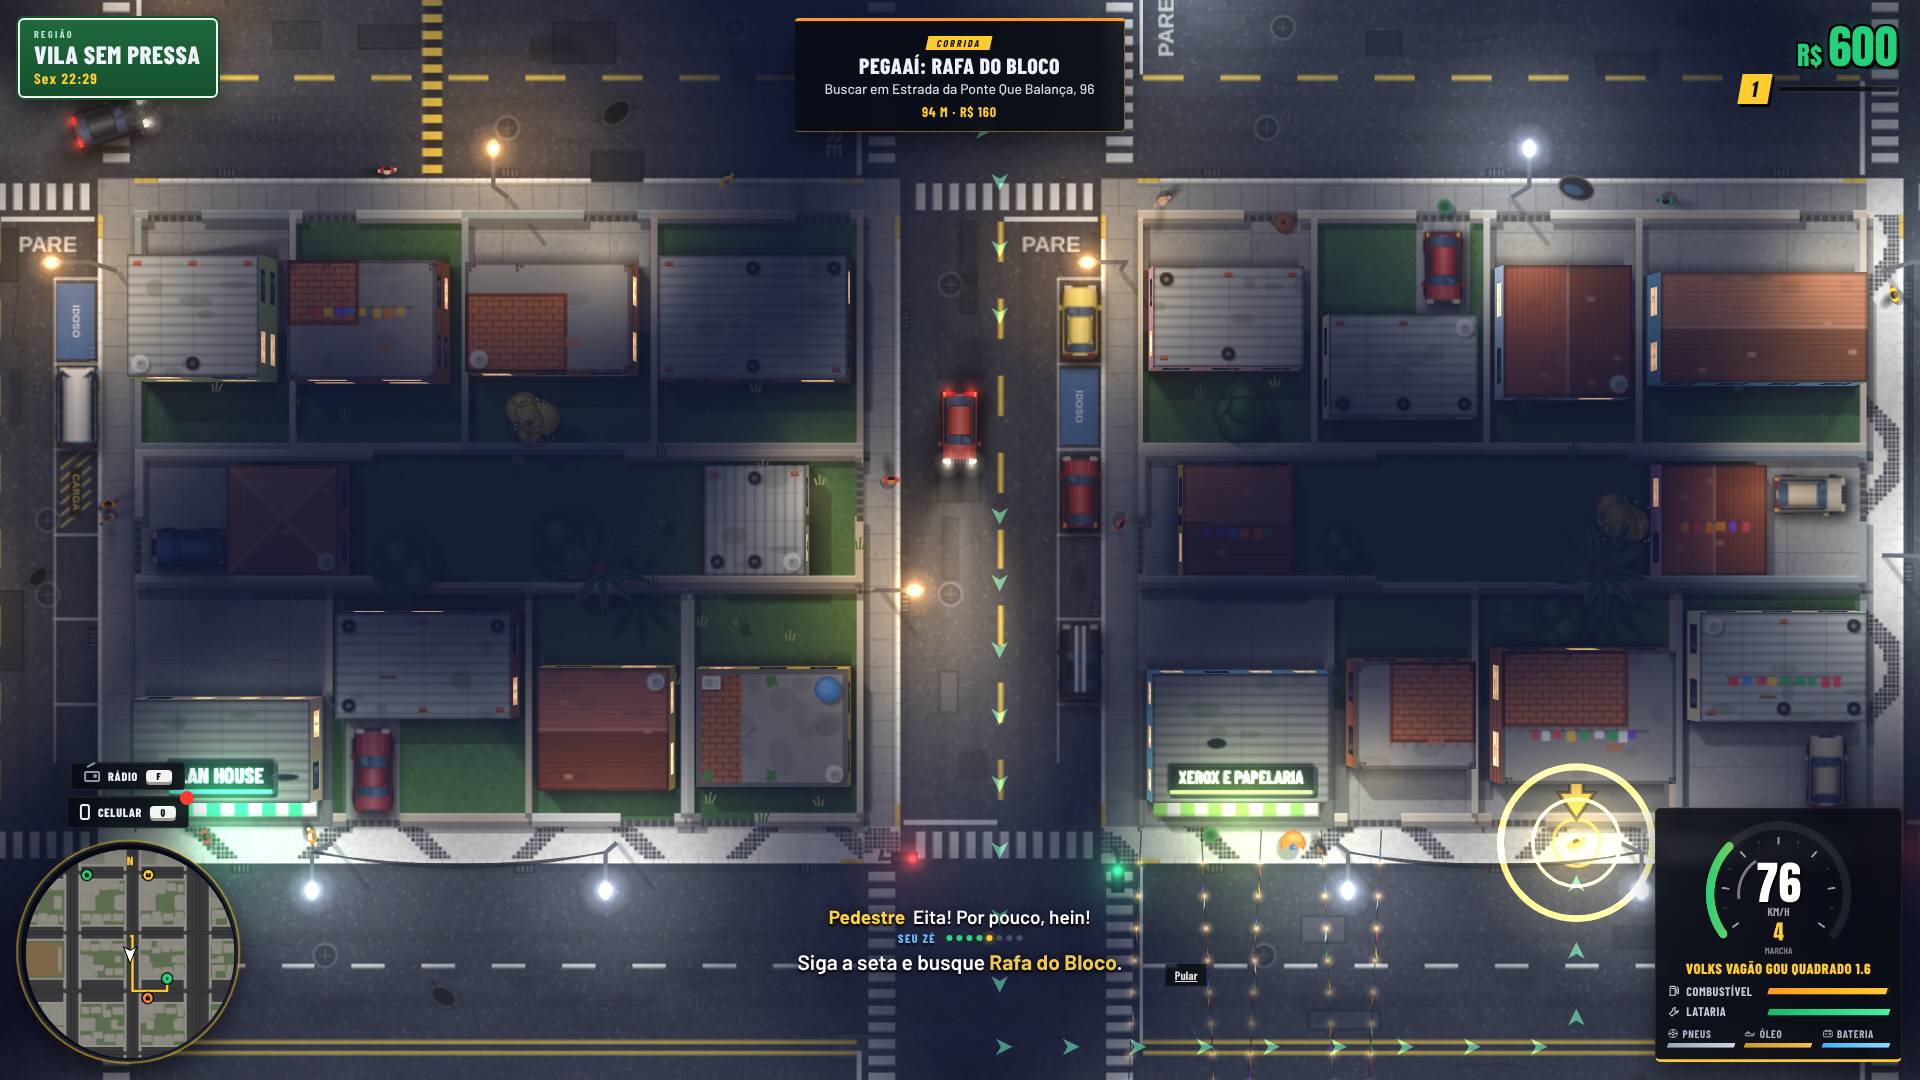 REGIÃO
VILA SEM PRESSA
Sex 22:29
CORRIDA
PEGAAÍ: RAFA DO BLOCO
Buscar em Estrada da Ponte Que Balança, 96
94 M · R$ 160
R$ 600
1
PARE
PARE
PARE
IDOSO
IDOSO
CARGA
RÁDIO F
LAN HOUSE
CELULAR Q
XEROX E PAPELARIA
N
M
Pedestre Eita! Por pouco, hein!
SEU ZÉ
Siga a seta e busque Rafa do Bloco.
Pular
76
KM/H
4
MARCHA
VOLKS VAGÃO GOU QUADRADO 1.6
COMBUSTÍVEL
LATARIA
PNEUS
ÓLEO
BATERIA